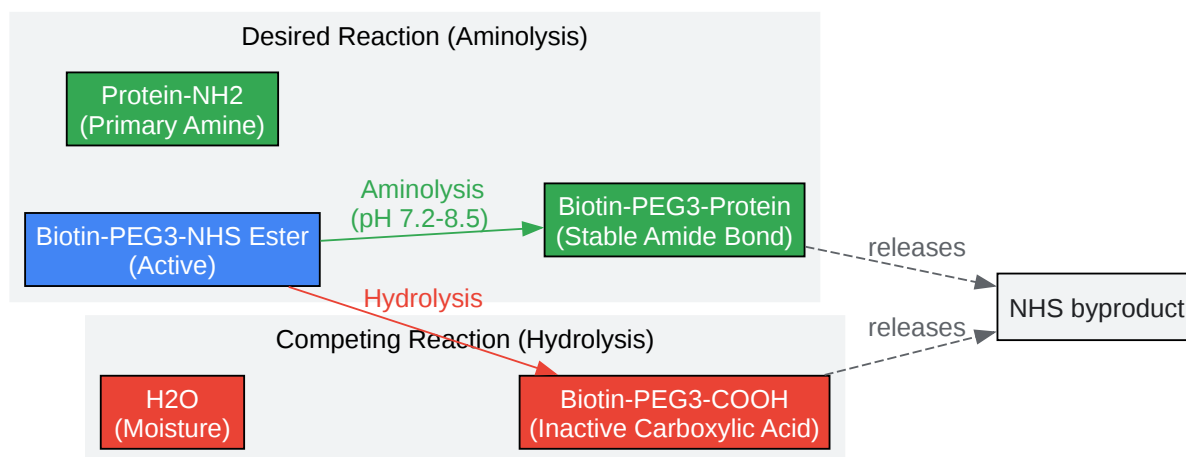 Desired Reaction (Aminolysis)
Protein-NH2
(Primary Amine)
Aminolysis
(pH 7.2-8.5)
Biotin-PEG3-NHS Ester
(Active)
Biotin-PEG3-Protein
(Stable Amide Bond)
releases
Hydrolysis
NHS byproduct
releases
Competing Reaction (Hydrolysis)
H2O
(Moisture)
Biotin-PEG3-COOH
(Inactive Carboxylic Acid)